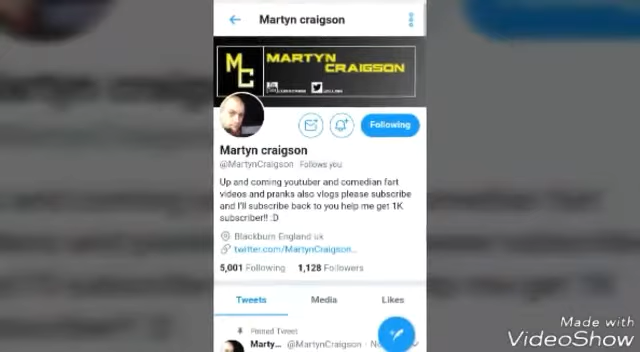 Martyn craigson
MC
MARTYN
CRAIGSON
Following
Martyn craigson
@MartynCraigson Follows you
Up and coming youtuber and comedian fart
videos and pranks also vlogs please subscribe
and I'll subscribe back to you help me get 1K
subscriber!! :D
Blackburn England uk
twitter.com/MartynCraigson...
5,001 Following 1,128 Followers
Tweets Media Likes
Pinned Tweet
Marty... @MartynCraigson
Made with
VideoShow